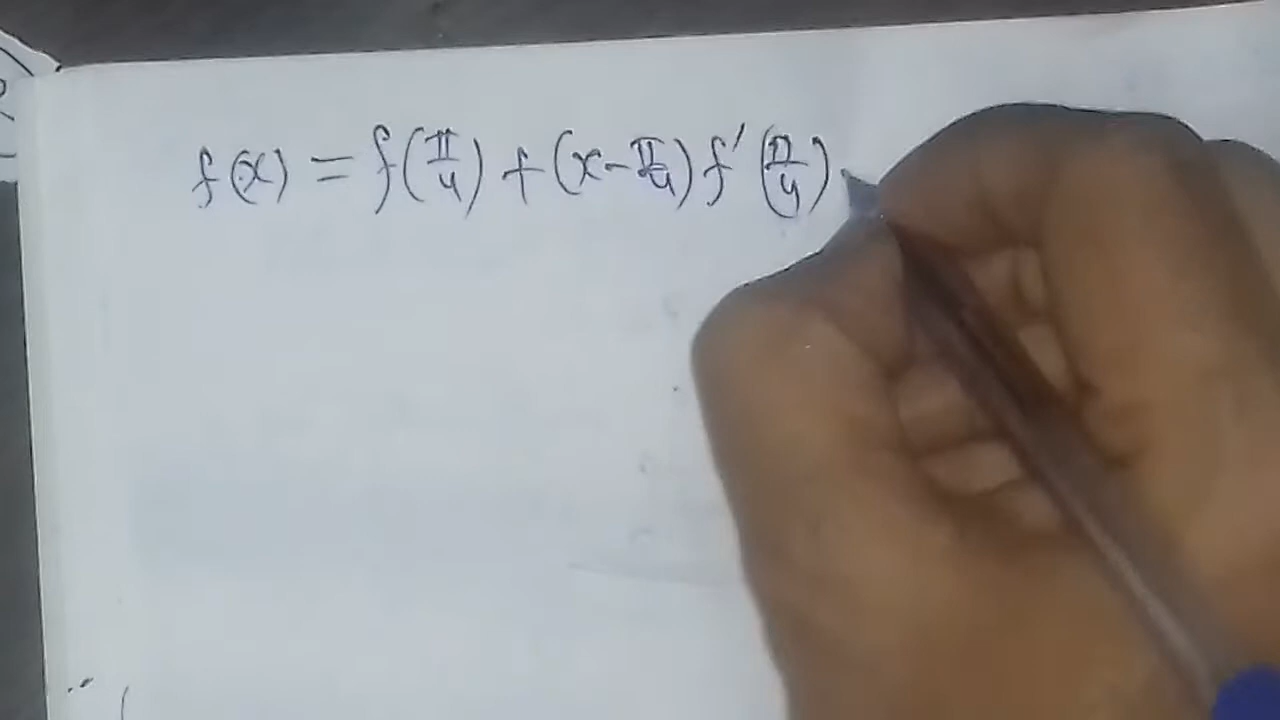 f(x) = f(π/4) + (x-π/4) f'(π/4)